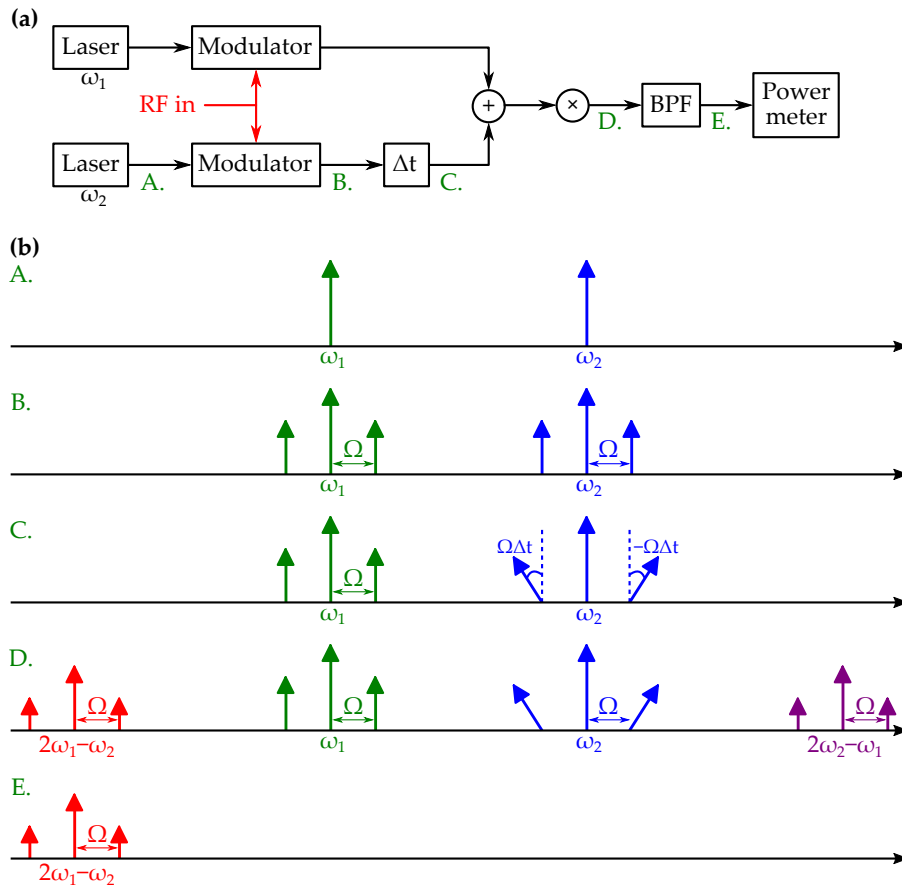 (a)
Laser
ω₁
Modulator
RF in
+
×
D.
BPF
E.
Power
meter
Laser
ω₂
A.
Modulator
B.
Δt
C.
(b)
A.
ω₁ ω₂
B.
Ω Ω
ω₁ ω₂
C.
ΩΔt −ΩΔt
Ω
ω₁ ω₂
D.
Ω Ω Ω Ω
2ω₁−ω₂ ω₁ ω₂ 2ω₂−ω₁
E.
Ω
2ω₁−ω₂